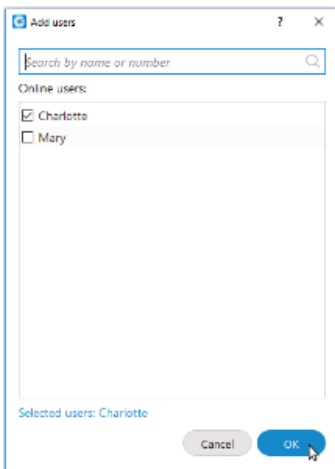 Add users
?
Search by name or number
Online users:
Charlotte
Mary
Selected users: Charlotte
Cancel
OK